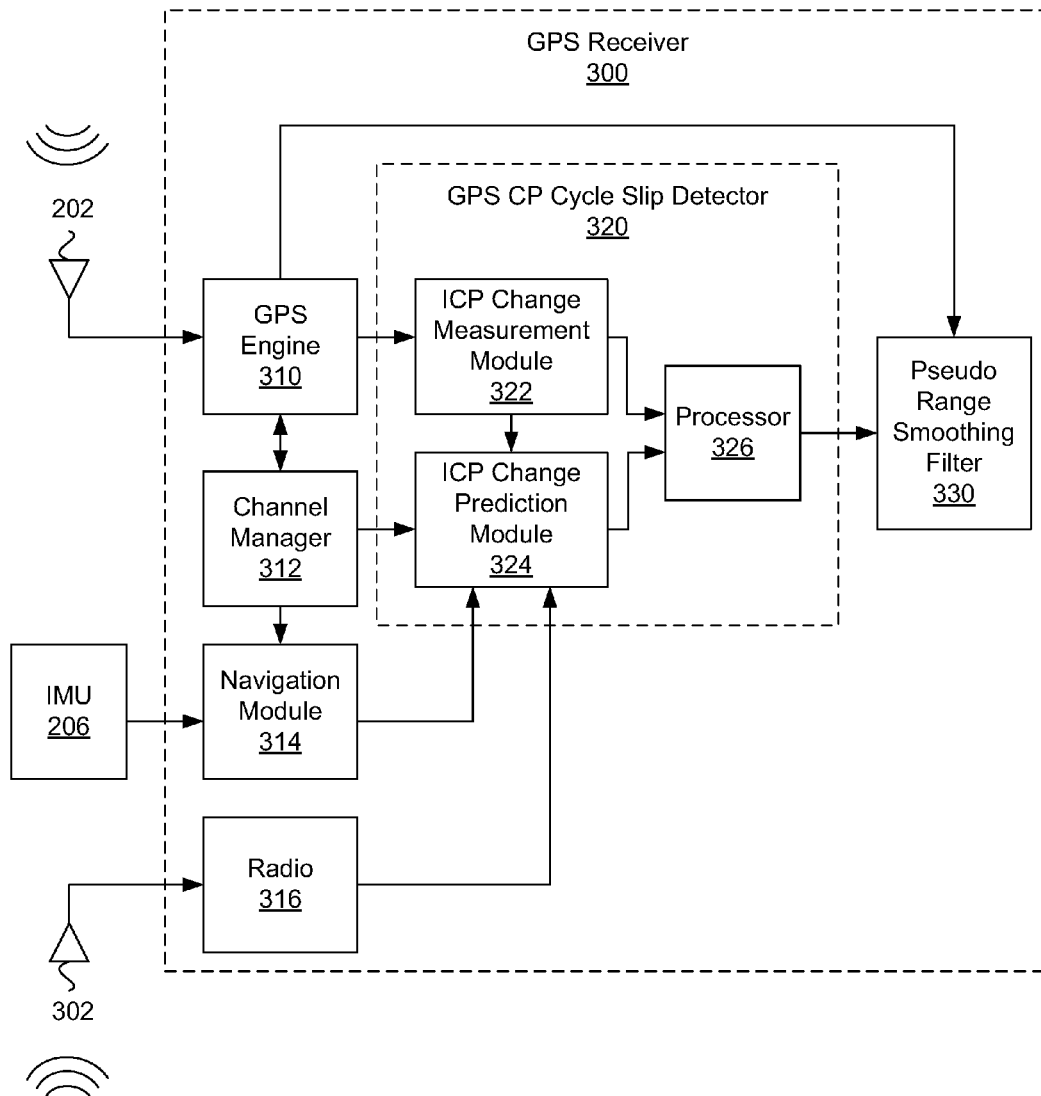 GPS Receiver
300
202
GPS CP Cycle Slip Detector
320
GPS
Engine
310
ICP Change
Measurement
Module
322
Pseudo
Range
Smoothing
Filter
330
Processor
326
Channel
Manager
312
ICP Change
Prediction
Module
324
IMU
206
Navigation
Module
314
Radio
316
302